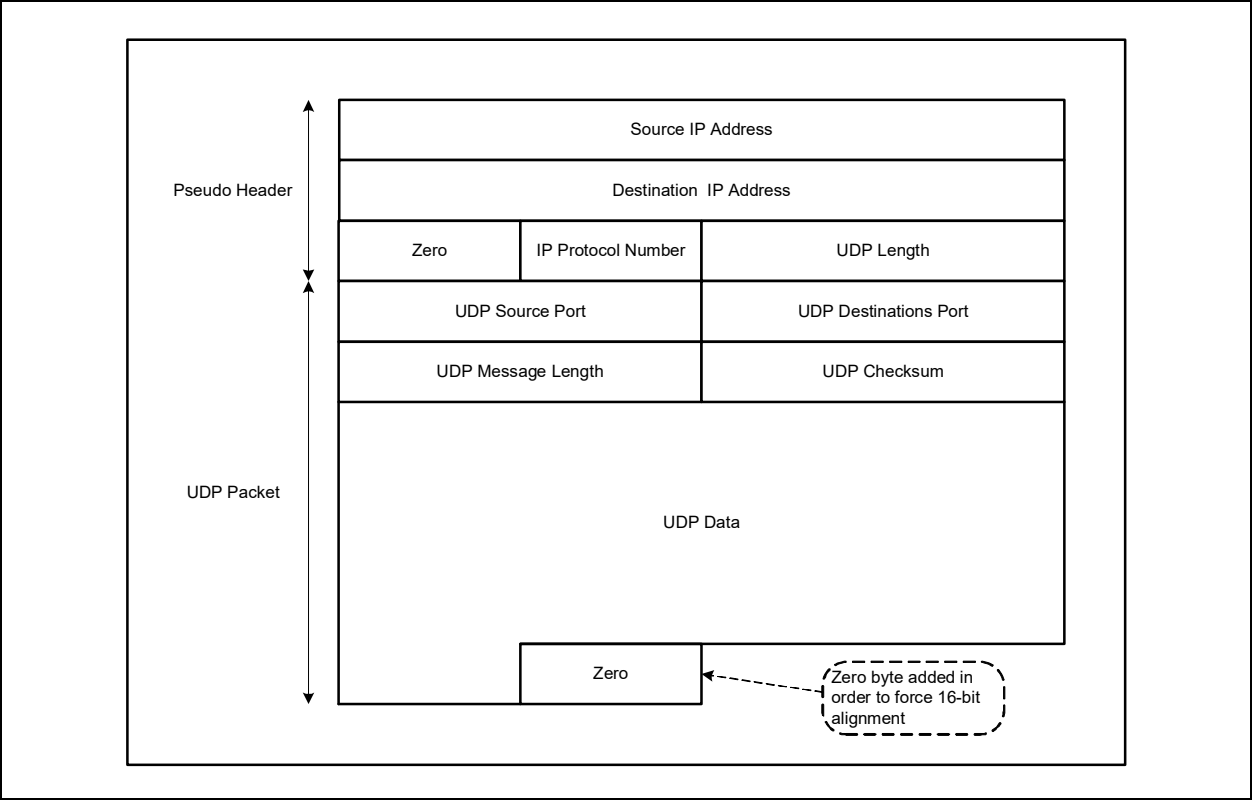 Source IP Address
Pseudo Header
Destination  IP Address
Zero
IP Protocol Number
UDP Length
UDP Source Port
UDP Destinations Port
UDP Message Length
UDP Checksum
UDP Packet
UDP Data
Zero
Zero byte added in
order to force 16-bit
alignment